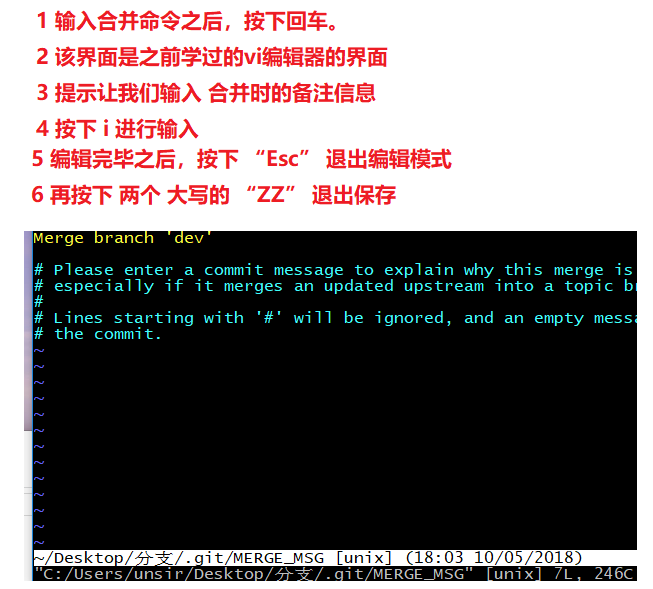 1 输入合并命令之后，按下回车。
2 该界面是之前学过的vi编辑器的界面
3 提示让我们输入 合并时的备注信息
4 按下 i 进行输入
5 编辑完毕之后，按下 “Esc” 退出编辑模式
6 再按下 两个 大写的 “ZZ” 退出保存
Merge branch 'dev'
# Please enter a commit message to explain why this merge is
# especially if it merges an updated upstream into a topic br
#
# Lines starting with '#' will be ignored, and an empty messa
# the commit.
~
~
~
~
~
~
~
~
~
~
~
~
~
~/Desktop/分支/.git/MERGE_MSG [unix] (18:03 10/05/2018)
"C:/Users/unsir/Desktop/分支/.git/MERGE_MSG" [unix] 7L, 246C